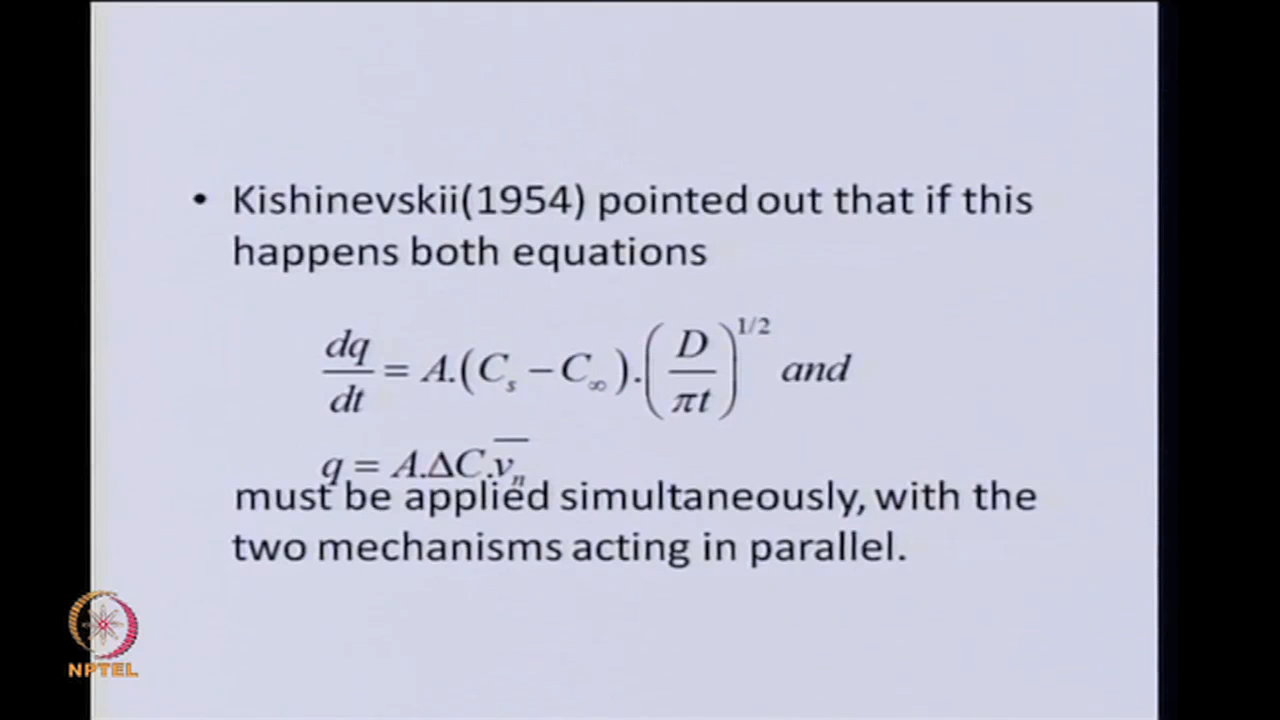 • Kishinevskii(1954) pointed out that if this
happens both equations
dq/dt = A.(C_s − C_∞).(D/πt)^1/2 and
q = A.ΔC.v̅_n
must be applied simultaneously, with the
two mechanisms acting in parallel.
NPTEL